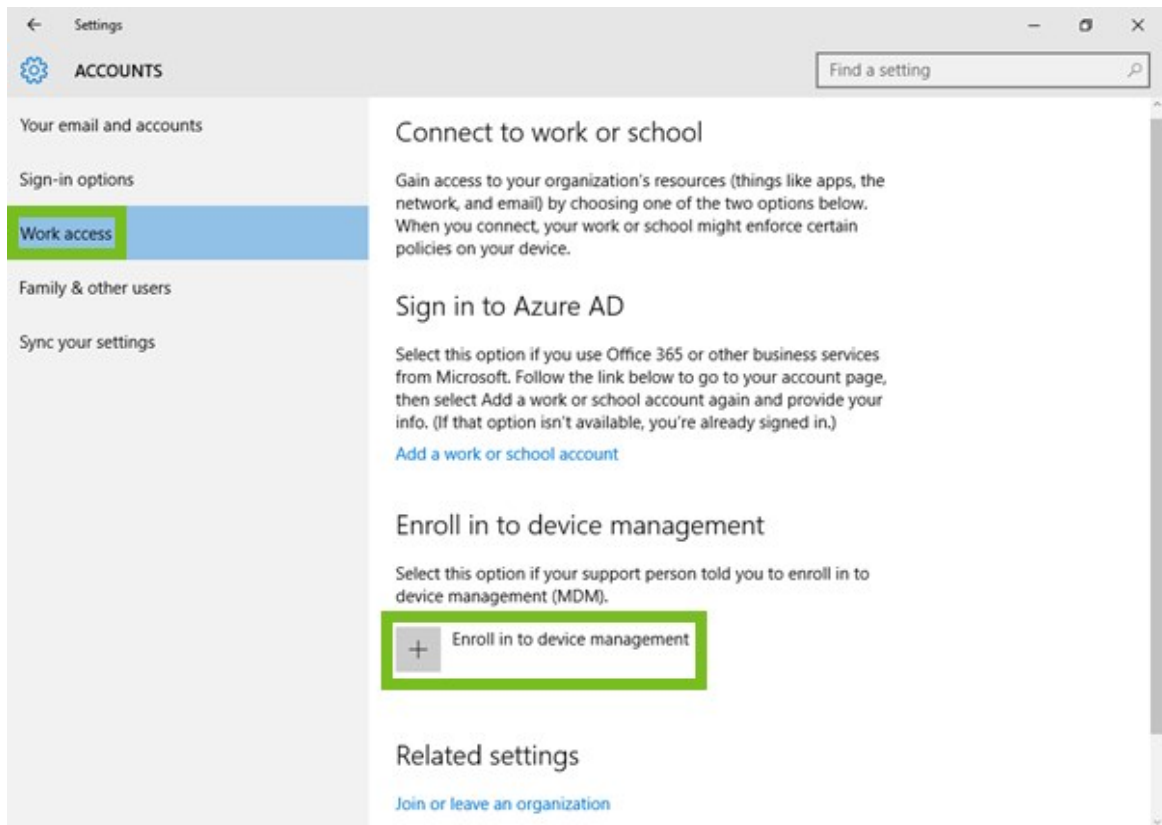 Settings
ACCOUNTS
Find a setting
Your email and accounts
Sign-in options
Work access
Family & other users
Sync your settings
Connect to work or school
Gain access to your organization's resources (things like apps, the
network, and email) by choosing one of the two options below.
When you connect, your work or school might enforce certain
policies on your device.
Sign in to Azure AD
Select this option if you use Office 365 or other business services
from Microsoft. Follow the link below to go to your account page,
then select Add a work or school account again and provide your
info. (If that option isn't available, you're already signed in.)
Add a work or school account
Enroll in to device management
Select this option if your support person told you to enroll in to
device management (MDM).
Enroll in to device management
Related settings
Join or leave an organization